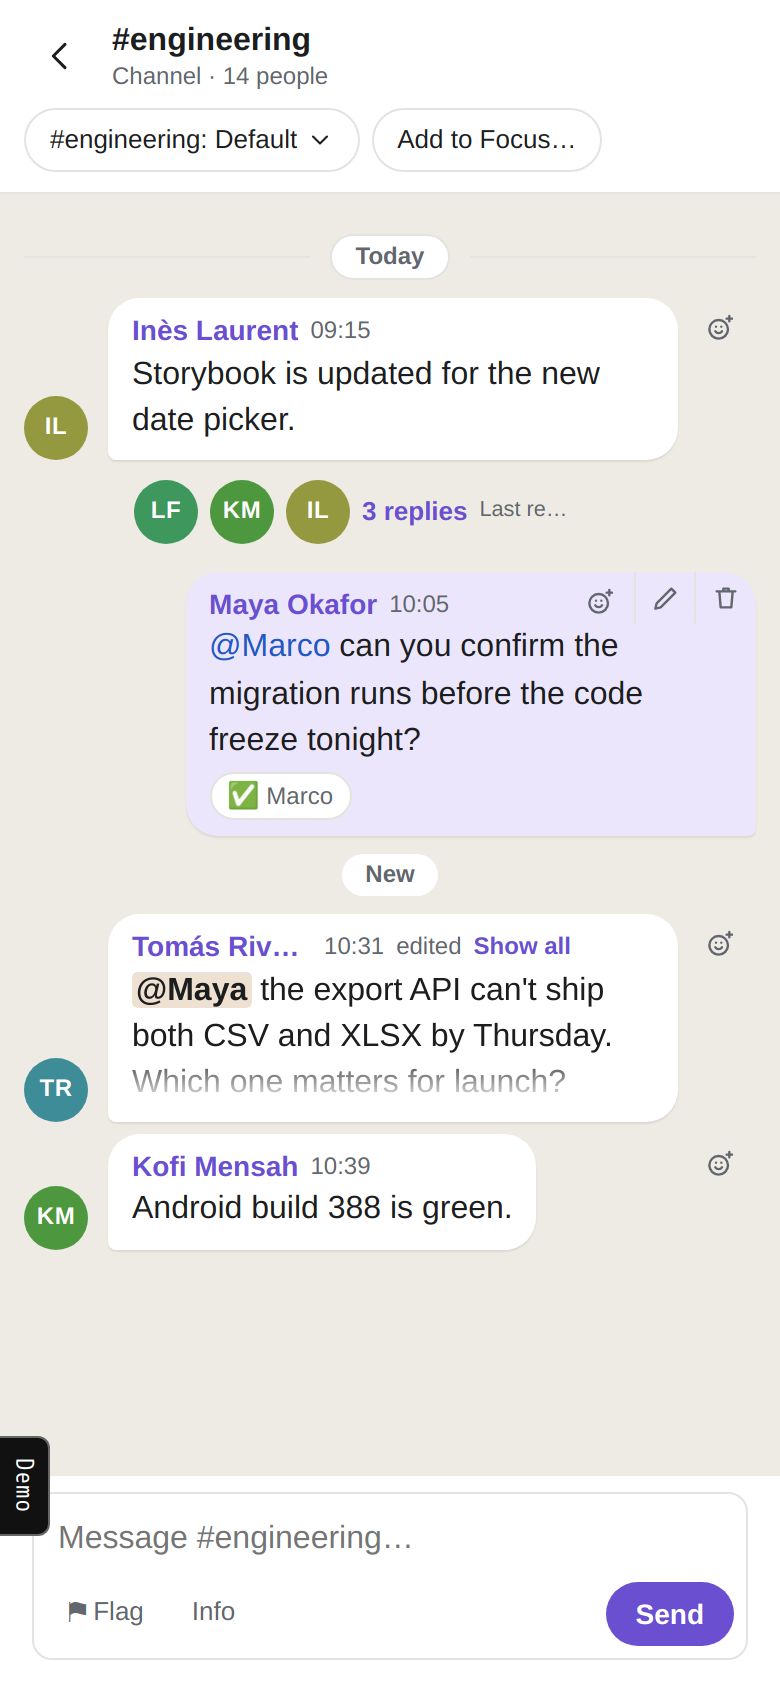 #engineering
Channel · 14 people
#engineering: Default
Add to Focus…
Today
Inès Laurent 09:15
Storybook is updated for the new
date picker.
IL
LF KM IL 3 replies Last re…
Maya Okafor 10:05
@Marco can you confirm the
migration runs before the code
freeze tonight?
✅ Marco
New
Tomás Riv… 10:31 edited Show all
@Maya the export API can't ship
both CSV and XLSX by Thursday.
Which one matters for launch?
TR
Kofi Mensah 10:39
Android build 388 is green.
KM
Demo
Message #engineering…
Flag Info Send